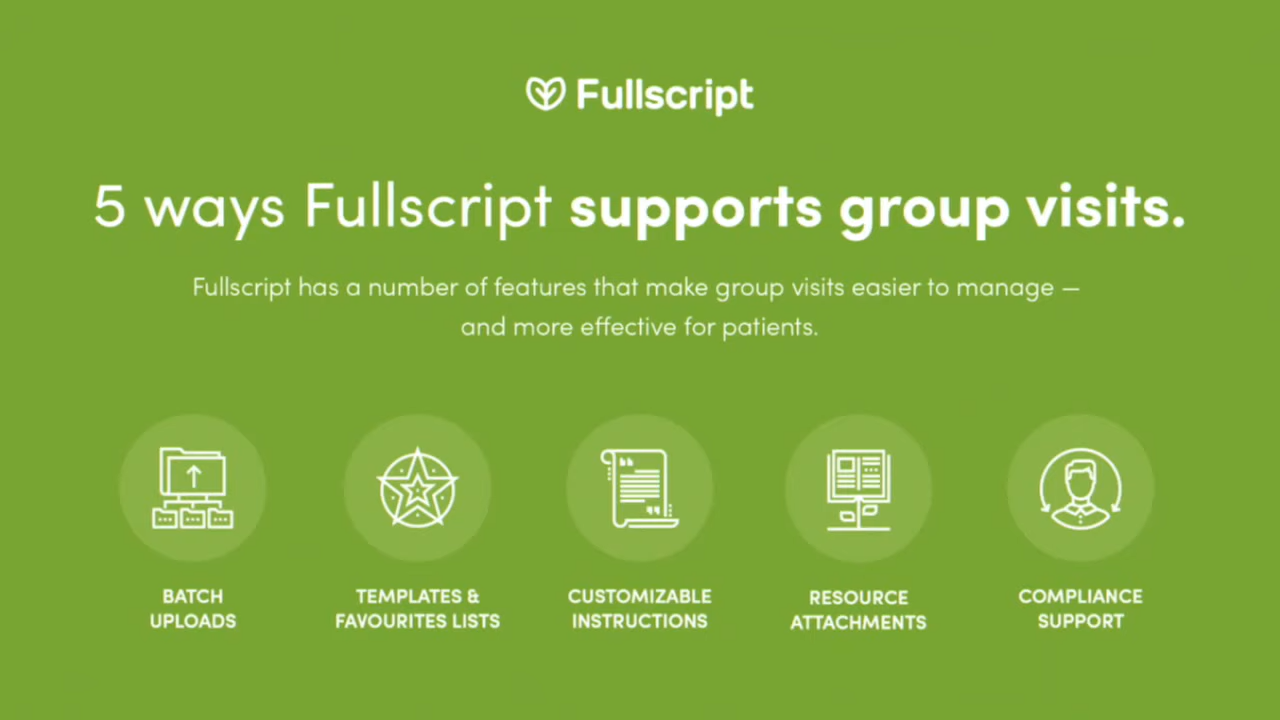 Fullscript
5 ways Fullscript supports group visits.
Fullscript has a number of features that make group visits easier to manage —
and more effective for patients.
BATCH
UPLOADS
TEMPLATES &
FAVOURITES LISTS
CUSTOMIZABLE
INSTRUCTIONS
RESOURCE
ATTACHMENTS
COMPLIANCE
SUPPORT